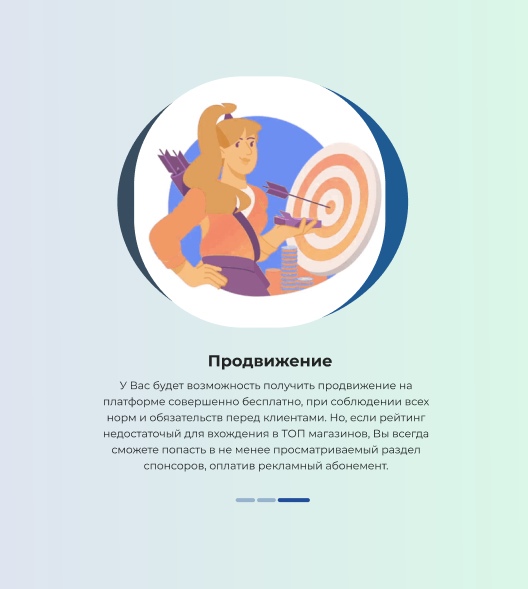 Продвижение
У Вас будет возможность получить продвижение на
платформе совершенно бесплатно, при соблюдении всех
норм и обязательств перед клиентами. Но, если рейтинг
недостаточый для вхождения в ТОП магазинов, Вы всегда
сможете попасть в не менее просматриваемый раздел
спонсоров, оплатив рекламный абонемент.